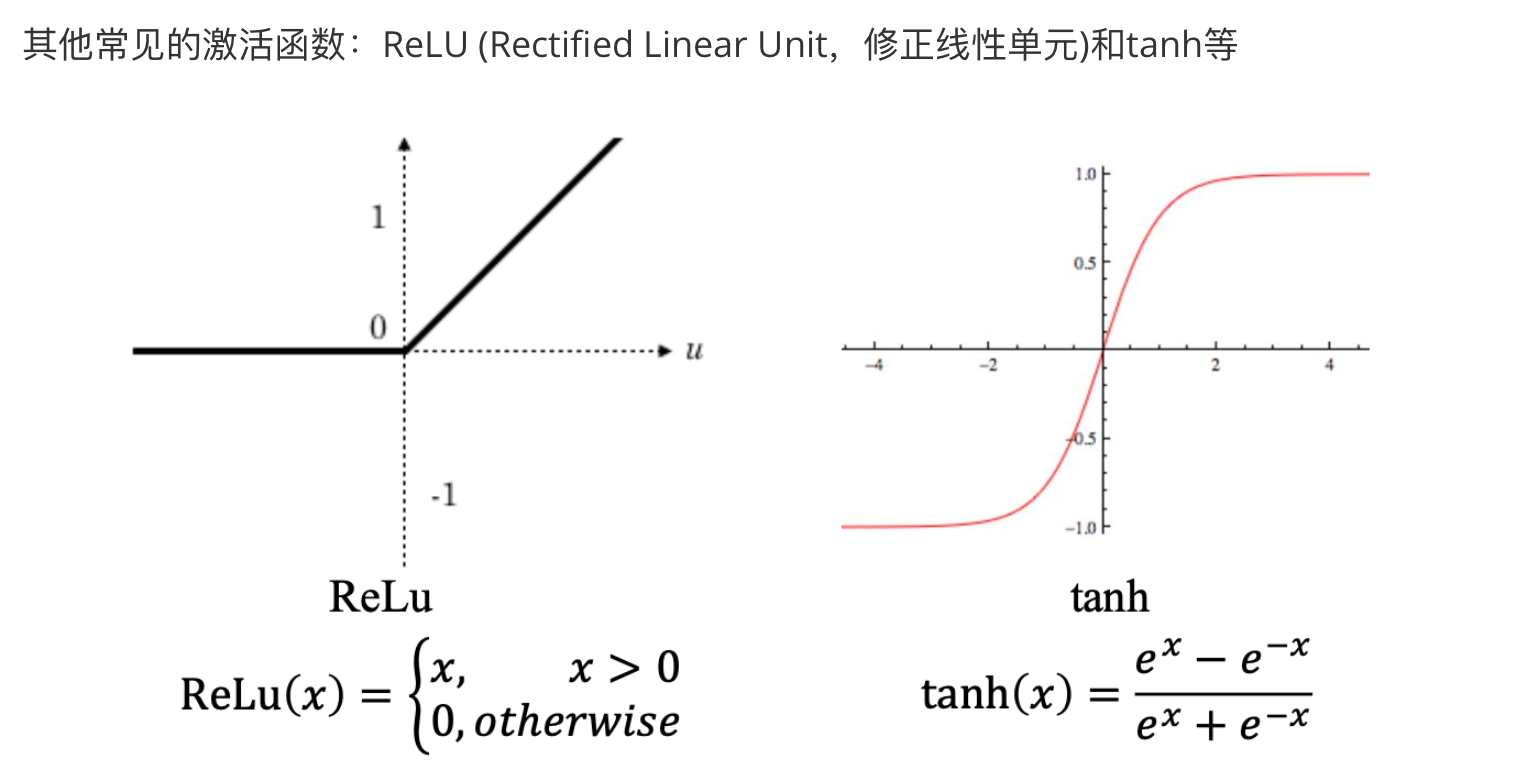 其他常见的激活函数：ReLU (Rectified Linear Unit，修正线性单元)和tanh等
1
0
u
-1
ReLu
ReLu(x) = {x, x > 0
0, otherwise
1.0
0.5
-4 -2 2 4
-0.5
-1.0
tanh
tanh(x) = \frac{e^x − e^{−x}}{e^x + e^{−x}}